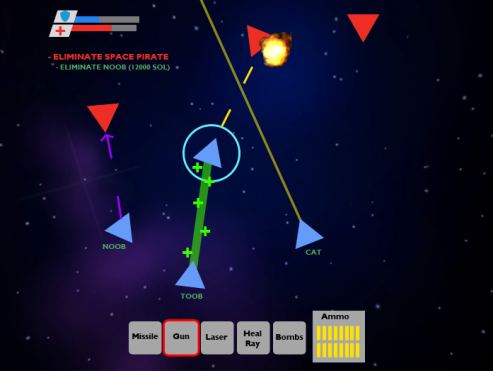 - ELIMINATE SPACE PIRATE
- ELIMINATE NOOB (12000 SOL)
NOOB
CAT
TOOB
Missile
Gun
Laser
Heal
Ray
Bombs
Ammo